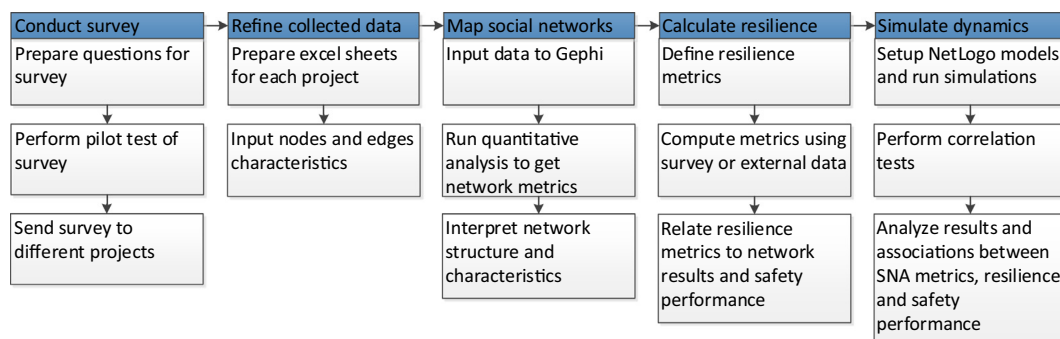 Conduct survey
Prepare questions for
survey
Perform pilot test of
survey
Send survey to
different projects
Refine collected data
Prepare excel sheets
for each project
Input nodes and edges
characteristics
Map social networks
Input data to Gephi
Run quantitative
analysis to get
network metrics
Interpret network
structure and
characteristics
Calculate resilience
Define resilience
metrics
Compute metrics using
survey or external data
Relate resilience
metrics to network
results and safety
performance
Simulate dynamics
Setup NetLogo models
and run simulations
Perform correlation
tests
Analyze results and
associations between
SNA metrics, resilience
and safety
performance